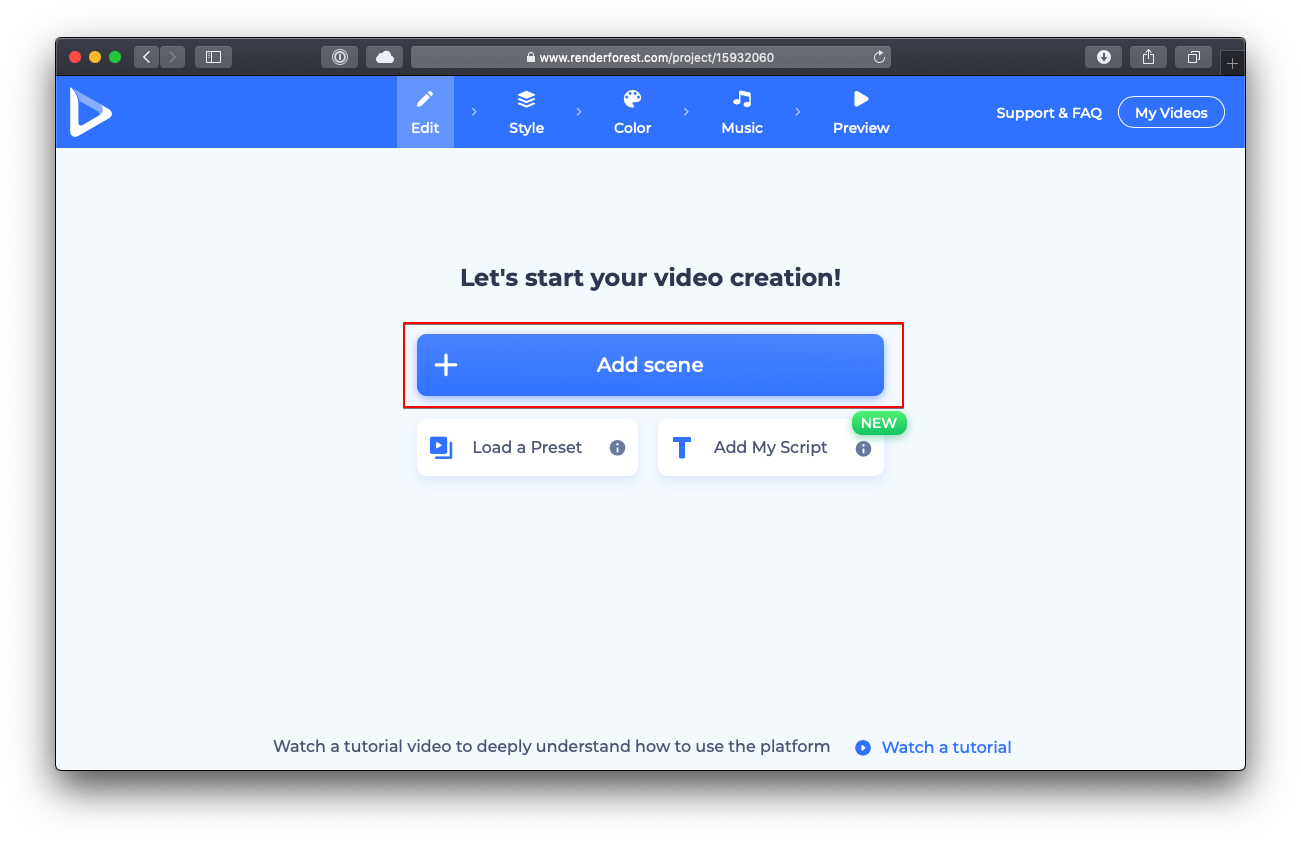 www.renderforest.com/project/15932060
Edit
Style
Color
Music
Preview
Support & FAQ
My Videos
Let's start your video creation!
Add scene
NEW
Load a Preset
Add My Script
Watch a tutorial video to deeply understand how to use the platform
Watch a tutorial